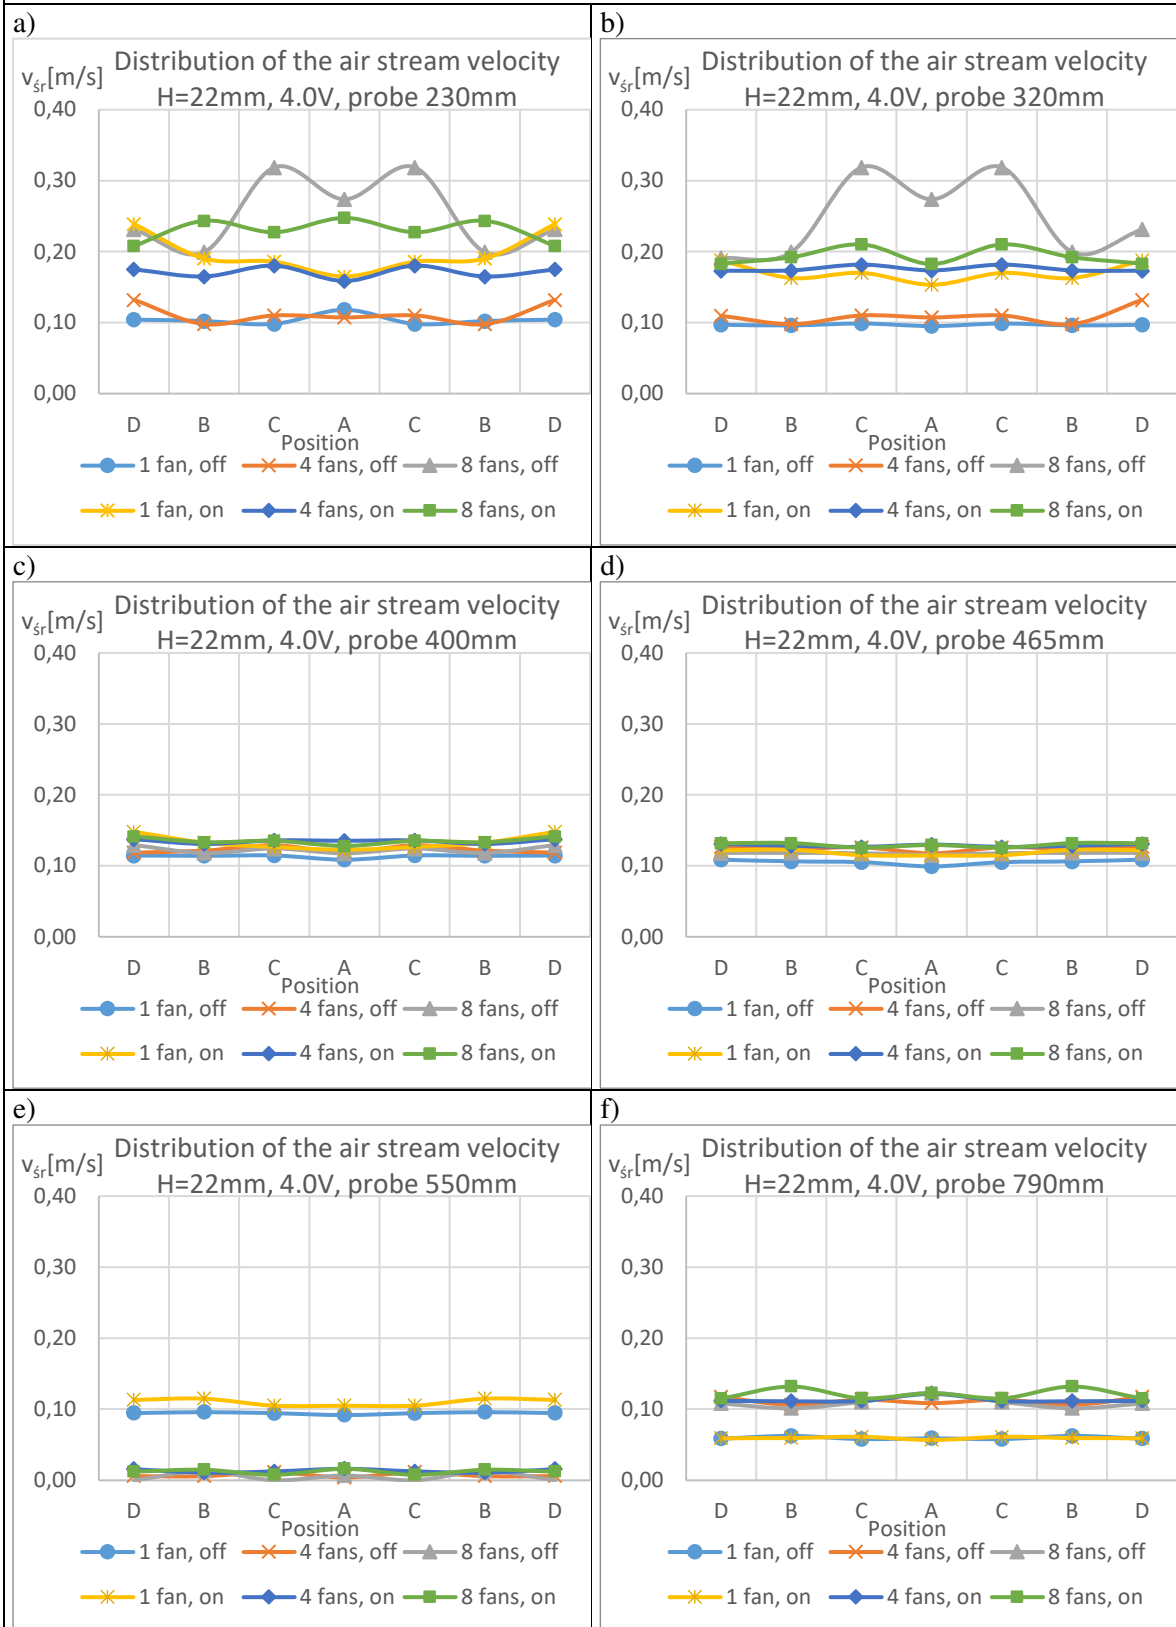 a)
Distribution of the air stream velocity
vśr[m/s]
H=22mm, 4.0V, probe 230mm
0,40
0,30
0,20
0,10
0,00
D B C A C B D
Position
1 fan, off 4 fans, off 8 fans, off
1 fan, on 4 fans, on 8 fans, on
b)
Distribution of the air stream velocity
vśr[m/s]
H=22mm, 4.0V, probe 320mm
0,40
0,30
0,20
0,10
0,00
D B C A C B D
Position
1 fan, off 4 fans, off 8 fans, off
1 fan, on 4 fans, on 8 fans, on
c)
Distribution of the air stream velocity
vśr[m/s]
H=22mm, 4.0V, probe 400mm
0,40
0,30
0,20
0,10
0,00
D B C A C B D
Position
1 fan, off 4 fans, off 8 fans, off
1 fan, on 4 fans, on 8 fans, on
d)
Distribution of the air stream velocity
vśr[m/s]
H=22mm, 4.0V, probe 465mm
0,40
0,30
0,20
0,10
0,00
D B C A C B D
Position
1 fan, off 4 fans, off 8 fans, off
1 fan, on 4 fans, on 8 fans, on
e)
Distribution of the air stream velocity
vśr[m/s]
H=22mm, 4.0V, probe 550mm
0,40
0,30
0,20
0,10
0,00
D B C A C B D
Position
1 fan, off 4 fans, off 8 fans, off
1 fan, on 4 fans, on 8 fans, on
f)
Distribution of the air stream velocity
vśr[m/s]
H=22mm, 4.0V, probe 790mm
0,40
0,30
0,20
0,10
0,00
D B C A C B D
Position
1 fan, off 4 fans, off 8 fans, off
1 fan, on 4 fans, on 8 fans, on